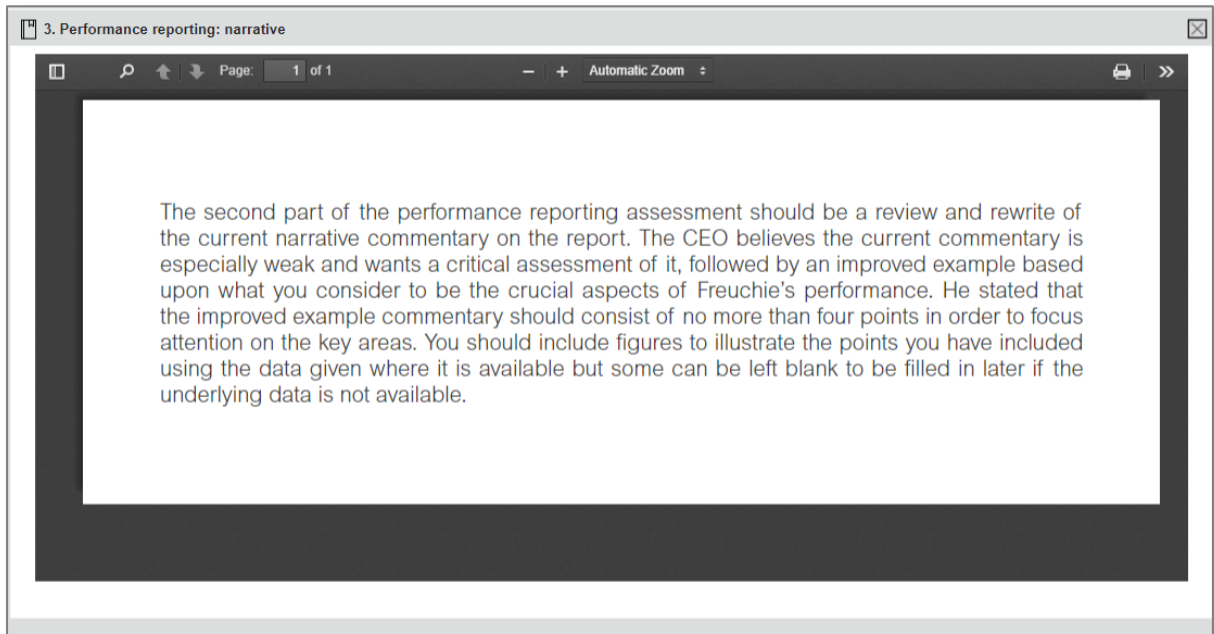 3. Performance reporting: narrative
Page: 1 of 1 Automatic Zoom
The second part of the performance reporting assessment should be a review and rewrite of
the current narrative commentary on the report. The CEO believes the current commentary is
especially weak and wants a critical assessment of it, followed by an improved example based
upon what you consider to be the crucial aspects of Freuchie's performance. He stated that
the improved example commentary should consist of no more than four points in order to focus
attention on the key areas. You should include figures to illustrate the points you have included
using the data given where it is available but some can be left blank to be filled in later if the
underlying data is not available.